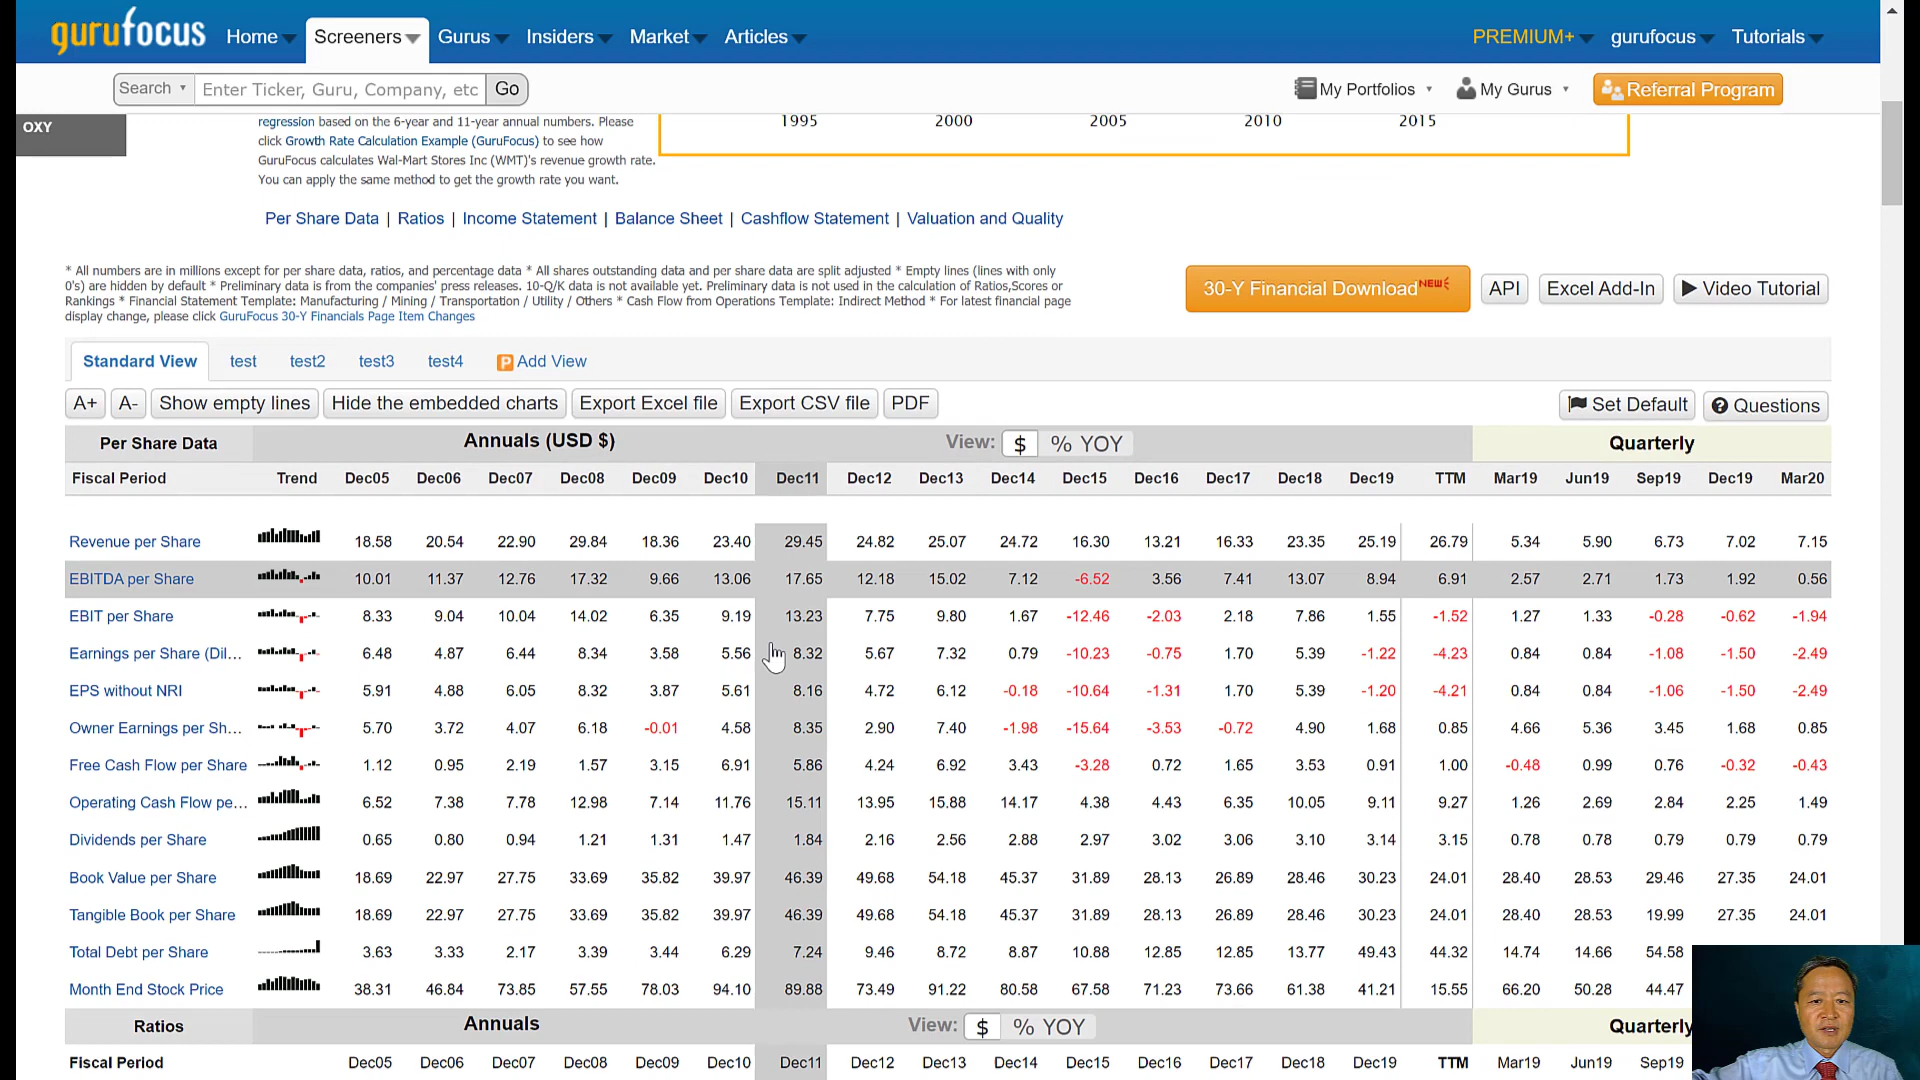 gurufocus Home Screeners Gurus Insiders Market Articles PREMIUM+ gurufocus Tutorials
Search Enter Ticker, Guru, Company, etc Go My Portfolios My Gurus Referral Program
OXY
regression based on the 6-year and 11-year annual numbers. Please
click Growth Rate Calculation Example (GuruFocus) to see how
GuruFocus calculates Wal-Mart Stores Inc (WMT)'s revenue growth rate.
You can apply the same method to get the growth rate you want.
1995 2000 2005 2010 2015
Per Share Data | Ratios | Income Statement | Balance Sheet | Cashflow Statement | Valuation and Quality
* All numbers are in millions except for per share data, ratios, and percentage data * All shares outstanding data and per share data are split adjusted * Empty lines (lines with only
0's) are hidden by default * Preliminary data is from the companies' press releases. 10-Q/K data is not available yet. Preliminary data is not used in the calculation of Ratios,Scores or
Rankings * Financial Statement Template: Manufacturing / Mining / Transportation / Utility / Others * Cash Flow from Operations Template: Indirect Method * For latest financial page
display change, please click GuruFocus 30-Y Financials Page Item Changes
30-Y Financial Download NEW API Excel Add-In Video Tutorial
Standard View test test2 test3 test4 P Add View
A+ A- Show empty lines Hide the embedded charts Export Excel file Export CSV file PDF Set Default Questions
Per Share Data Annuals (USD $) View: $ % YOY Quarterly
Fiscal Period Trend Dec05 Dec06 Dec07 Dec08 Dec09 Dec10 Dec11 Dec12 Dec13 Dec14 Dec15 Dec16 Dec17 Dec18 Dec19 TTM Mar19 Jun19 Sep19 Dec19 Mar20
Revenue per Share 18.58 20.54 22.90 29.84 18.36 23.40 29.45 24.82 25.07 24.72 16.30 13.21 16.33 23.35 25.19 26.79 5.34 5.90 6.73 7.02 7.15
EBITDA per Share 10.01 11.37 12.76 17.32 9.66 13.06 17.65 12.18 15.02 7.12 -6.52 3.56 7.41 13.07 8.94 6.91 2.57 2.71 1.73 1.92 0.56
EBIT per Share 8.33 9.04 10.04 14.02 6.35 9.19 13.23 7.75 9.80 1.67 -12.46 -2.03 2.18 7.86 1.55 -1.52 1.27 1.33 -0.28 -0.62 -1.94
Earnings per Share (Dil... 6.48 4.87 6.44 8.34 3.58 5.56 8.32 5.67 7.32 0.79 -10.23 -0.75 1.70 5.39 -1.22 -4.23 0.84 0.84 -1.08 -1.50 -2.49
EPS without NRI 5.91 4.88 6.05 8.32 3.87 5.61 8.16 4.72 6.12 -0.18 -10.64 -1.31 1.70 5.39 -1.20 -4.21 0.84 0.84 -1.06 -1.50 -2.49
Owner Earnings per Sh... 5.70 3.72 4.07 6.18 -0.01 4.58 8.35 2.90 7.40 -1.98 -15.64 -3.53 -0.72 4.90 1.68 0.85 4.66 5.36 3.45 1.68 0.85
Free Cash Flow per Share 1.12 0.95 2.19 1.57 3.15 6.91 5.86 4.24 6.92 3.43 -3.28 0.72 1.65 3.53 0.91 1.00 -0.48 0.99 0.76 -0.32 -0.43
Operating Cash Flow pe... 6.52 7.38 7.78 12.98 7.14 11.76 15.11 13.95 15.88 14.17 4.38 4.43 6.35 10.05 9.11 9.27 1.26 2.69 2.84 2.25 1.49
Dividends per Share 0.65 0.80 0.94 1.21 1.31 1.47 1.84 2.16 2.56 2.88 2.97 3.02 3.06 3.10 3.14 3.15 0.78 0.78 0.79 0.79 0.79
Book Value per Share 18.69 22.97 27.75 33.69 35.82 39.97 46.39 49.68 54.18 45.37 31.89 28.13 26.89 28.46 30.23 24.01 28.40 28.53 29.46 27.35 24.01
Tangible Book per Share 18.69 22.97 27.75 33.69 35.82 39.97 46.39 49.68 54.18 45.37 31.89 28.13 26.89 28.46 30.23 24.01 28.40 28.53 19.99 27.35 24.01
Total Debt per Share 3.63 3.33 2.17 3.39 3.44 6.29 7.24 9.46 8.72 8.87 10.88 12.85 12.85 13.77 49.43 44.32 14.74 14.66 54.58
Month End Stock Price 38.31 46.84 73.85 57.55 78.03 94.10 89.88 73.49 91.22 80.58 67.58 71.23 73.66 61.38 41.21 15.55 66.20 50.28 44.47
Ratios Annuals View: $ % YOY Quarterly
Fiscal Period Dec05 Dec06 Dec07 Dec08 Dec09 Dec10 Dec11 Dec12 Dec13 Dec14 Dec15 Dec16 Dec17 Dec18 Dec19 TTM Mar19 Jun19 Sep19